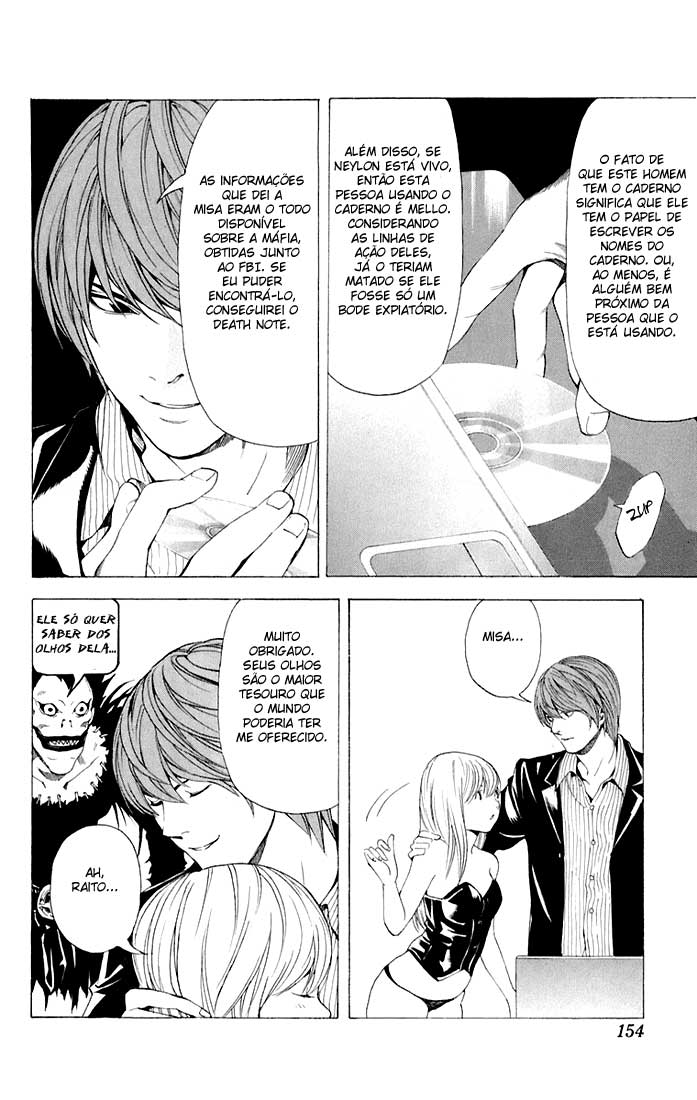 O FATO DE
QUE ESTE HOMEM
TEM O CADERNO
SIGNIFICA QUE ELE
TEM O PAPEL DE
ESCREVER OS
NOMES DO
CADERNO. OU,
AO MENOS, É
ALGUÉM BEM
PRÓXIMO DA
PESSOA QUE O
ESTÁ USANDO.
ALÉM DISSO, SE
NEYLON ESTÁ VIVO,
ENTÃO ESTA
PESSOA USANDO O
CADERNO É MELLO.
CONSIDERANDO
AS LINHAS DE
AÇÃO DELES,
JÁ O TERIAM
MATADO SE ELE
FOSSE SÓ UM
BODE EXPIATÓRIO.
ZUP
AS INFORMAÇÕES
QUE DEI A
MISA ERAM O TODO
DISPONÍVEL
SOBRE A MÁFIA,
OBTIDAS JUNTO
AO FBI. SE
EU PUDER
ENCONTRÁ-LO,
CONSEGUIREI O
DEATH NOTE.
MISA...
MUITO
OBRIGADO.
SEUS OLHOS
SÃO O MAIOR
TESOURO QUE
O MUNDO
PODERIA TER
ME OFERECIDO.
ELE SÓ QUER
SABER DOS
OLHOS DELA...
AH,
RAITO...
154